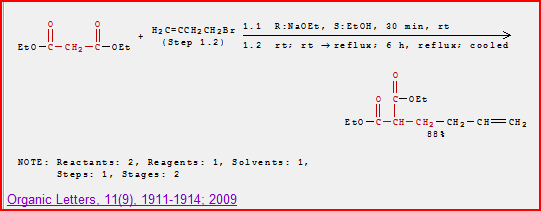 O O
EtO—C—CH2—C—OEt + H2C=CCH2CH2Br
(Step 1.2)
1.1 R:NaOEt, S:EtOH, 30 min, rt
1.2 rt; rt → reflux; 6 h, reflux; cooled
O
O C—OEt
EtO—C—CH—CH2—CH2—CH=CH2
88%
NOTE: Reactants: 2, Reagents: 1, Solvents: 1,
Steps: 1, Stages: 2
Organic Letters, 11(9), 1911-1914; 2009